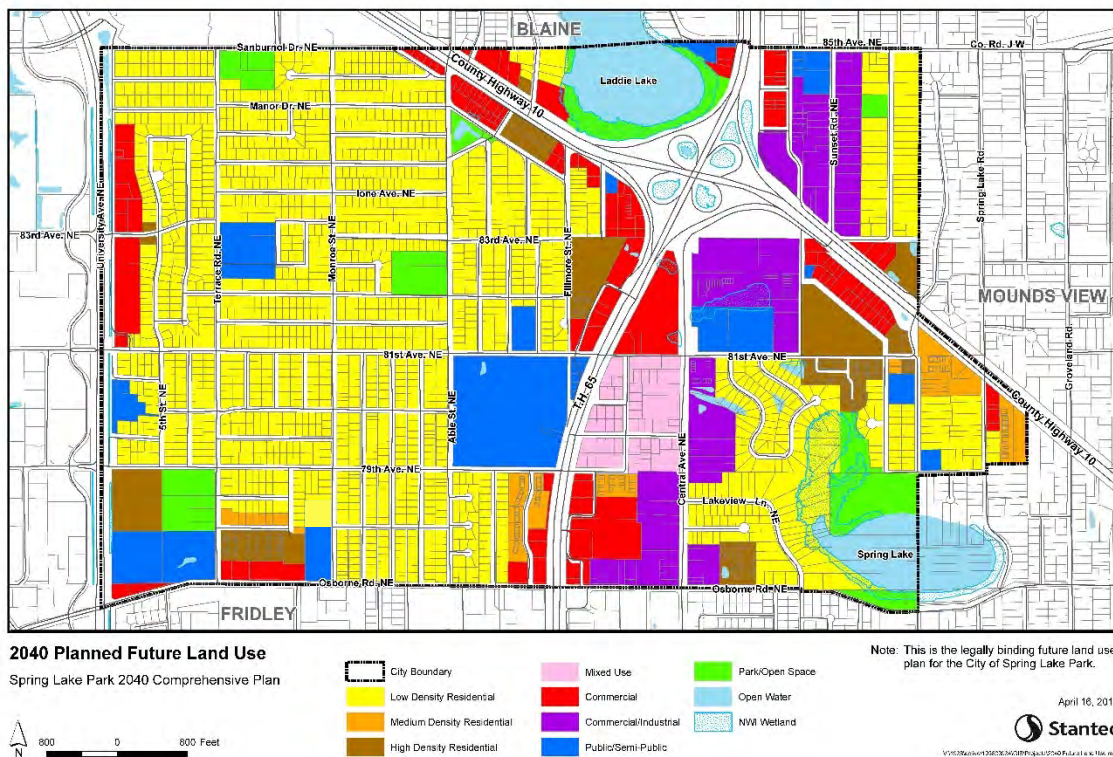 BLAINE
Sanburnol Dr. NE
85th Ave. NE
Co. Rd. J W
Laddie Lake
County Highway 10
Manor Dr. NE
Sunset Rd. NE
Spring Lake Rd.
Ione Ave. NE
University Ave NE
83rd Ave. NE
83rd Ave. NE
Terrace Rd. NE
Monroe St. NE
Fillmore St. NE
MOUNDS VIEW
81st Ave. NE
81st Ave. NE
Groveland Rd.
5th St. NE
Able St. NE
T.H. 65
County Highway 10
79th Ave. NE
Central Ave. NE
Lakeview Ln. NE
Spring Lake
Osborne Rd. NE
Osborne Rd. NE
FRIDLEY
2040 Planned Future Land Use
Spring Lake Park 2040 Comprehensive Plan
N
800 0 800 Feet
City Boundary
Low Density Residential
Medium Density Residential
High Density Residential
Mixed Use
Commercial
Commercial/Industrial
Public/Semi-Public
Park/Open Space
Open Water
NWI Wetland
Note: This is the legally binding future land use
plan for the City of Spring Lake Park.
April 16, 201
Stantec